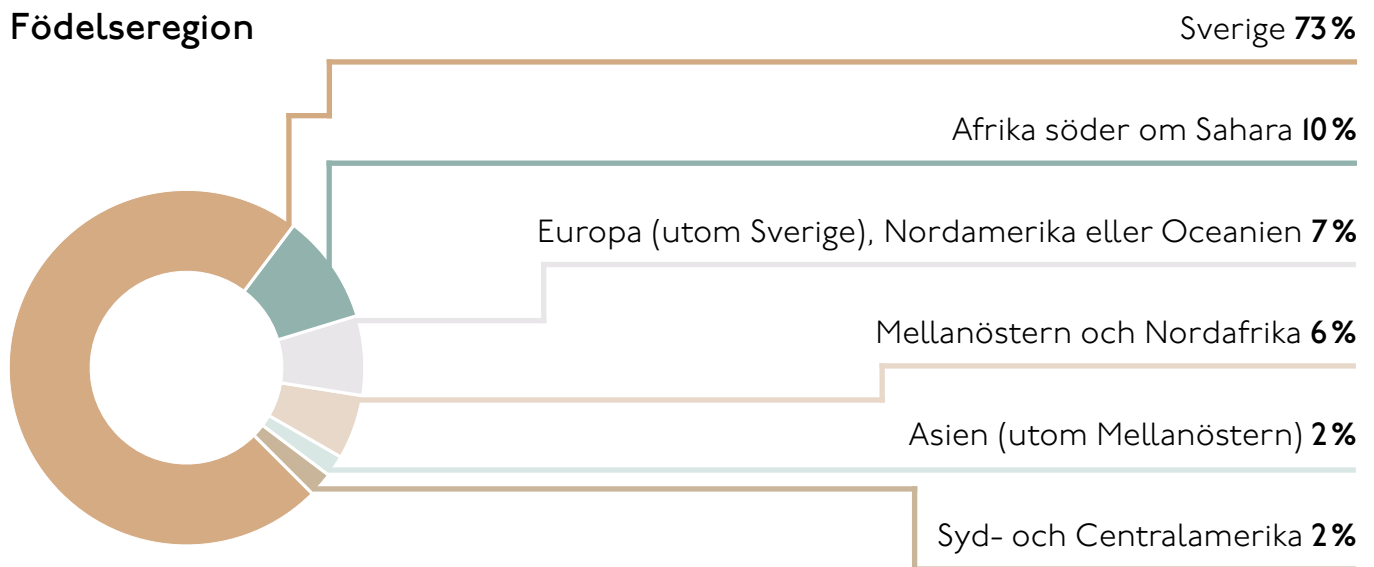 Födelseregion
Sverige 73%
Afrika söder om Sahara 10%
Europa (utom Sverige), Nordamerika eller Oceanien 7%
Mellanöstern och Nordafrika 6%
Asien (utom Mellanöstern) 2%
Syd- och Centralamerika 2%